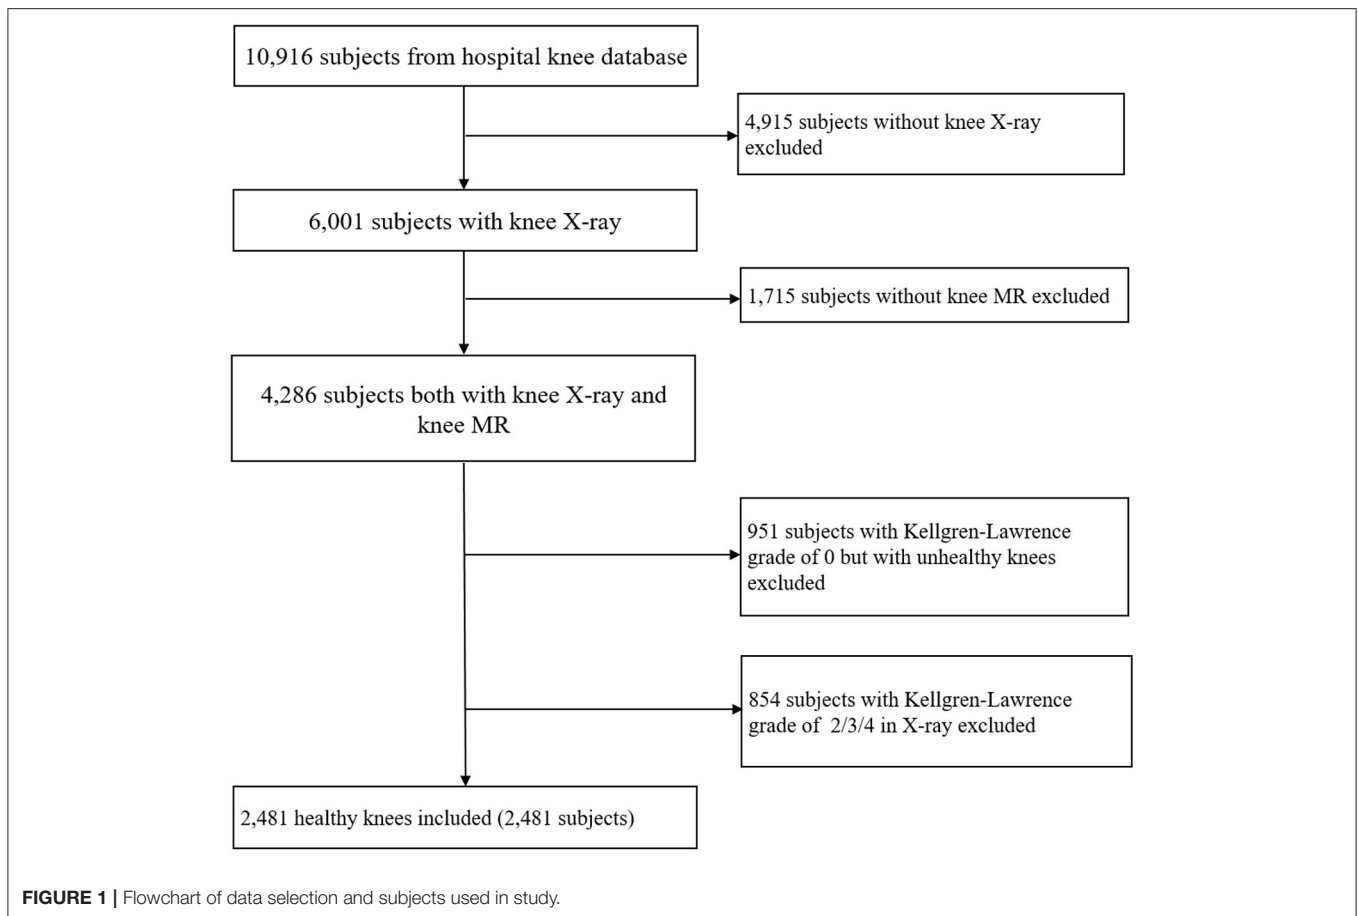 10,916 subjects from hospital knee database
4,915 subjects without knee X-ray
excluded
6,001 subjects with knee X-ray
1,715 subjects without knee MR excluded
4,286 subjects both with knee X-ray and
knee MR
951 subjects with Kellgren-Lawrence
grade of 0 but with unhealthy knees
excluded
854 subjects with Kellgren-Lawrence
grade of 2/3/4 in X-ray excluded
2,481 healthy knees included (2,481 subjects)
FIGURE 1 | Flowchart of data selection and subjects used in study.